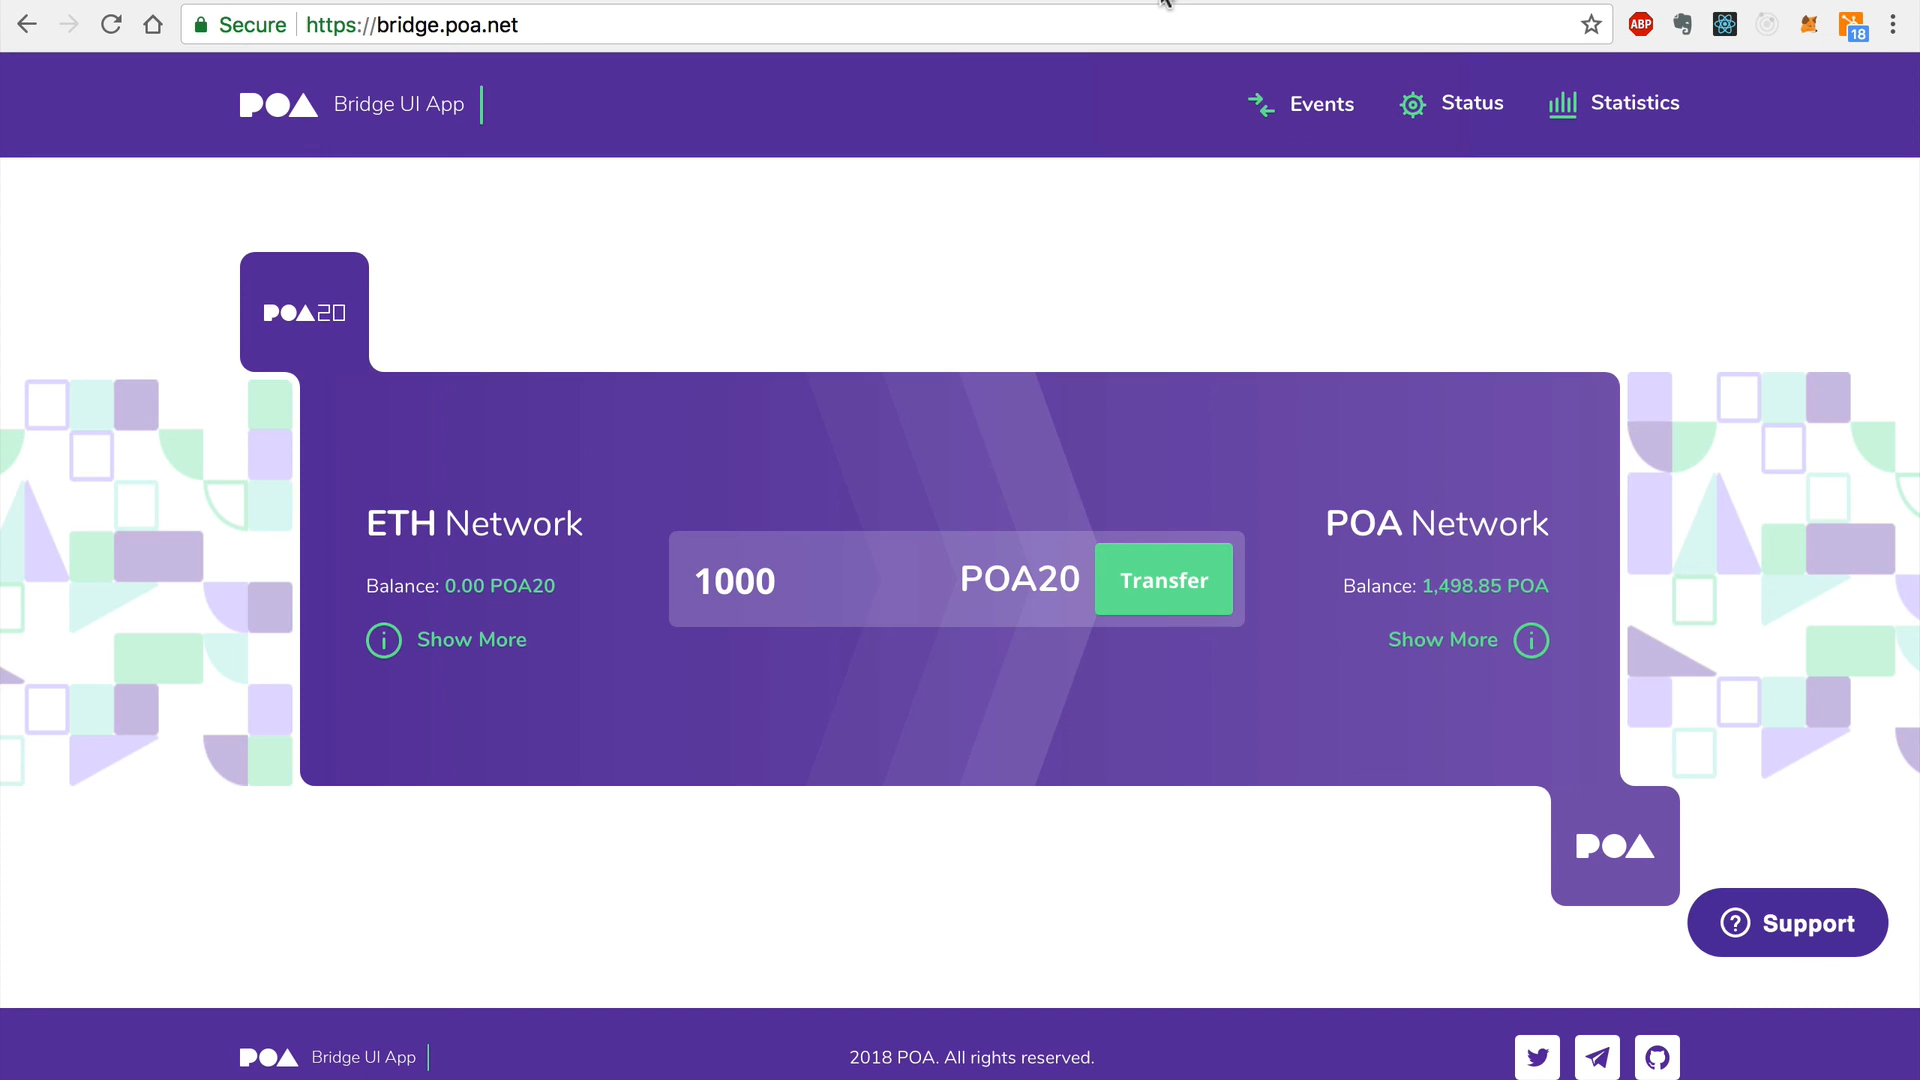 Secure https://bridge.poa.net
ABP
18
POA Bridge UI App
Events
Status
Statistics
POA20
ETH Network
Balance: 0.00 POA20
Show More
1000 POA20 Transfer
POA Network
Balance: 1,498.85 POA
Show More
POA
Support
POA Bridge UI App
2018 POA. All rights reserved.